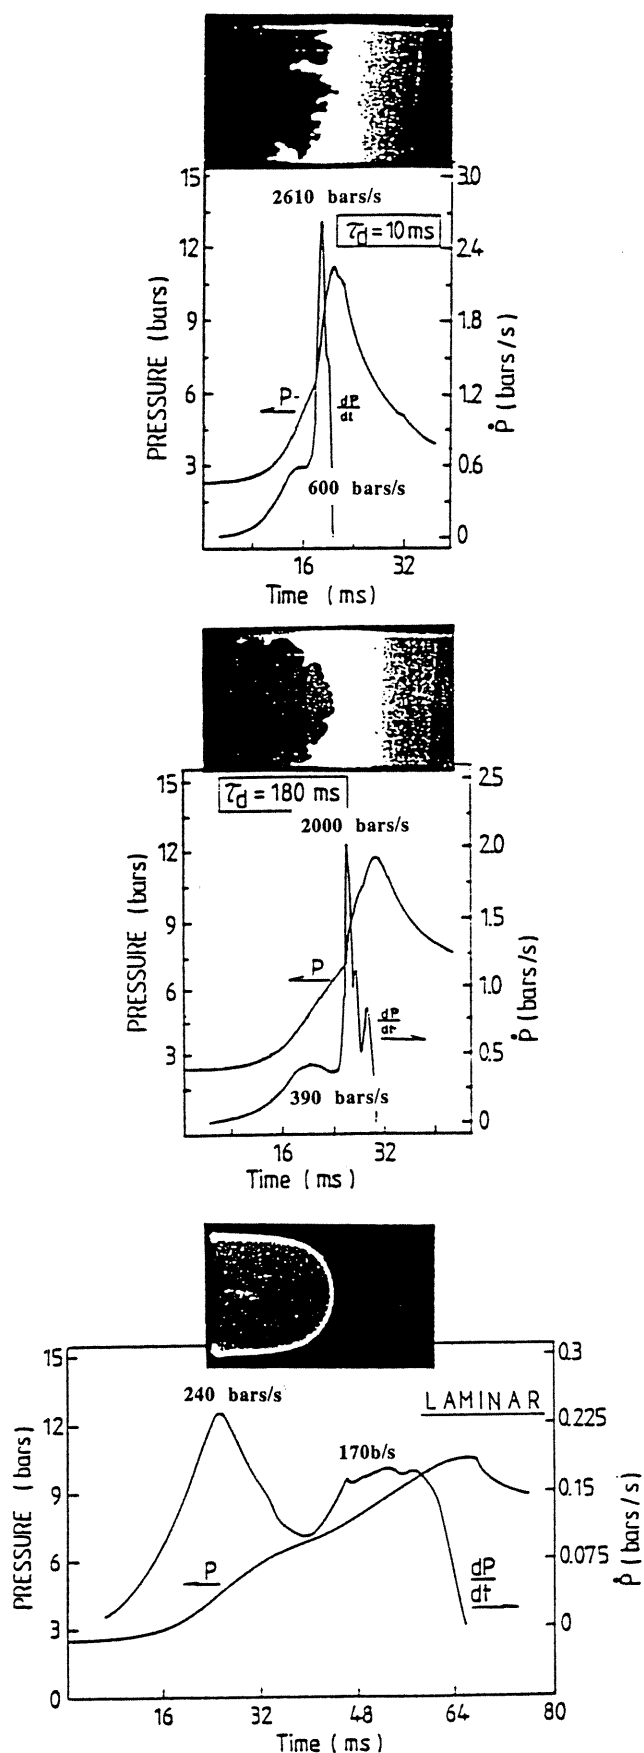 15
3.0
2610 bars/s
τd = 10 ms
12
2.4
PRESSURE (bars)
9
1.8
Ṗ (bars/s)
6
P
dP
dt
1.2
3
0.6
600 bars/s
0
16
32
Time (ms)
15
2.5
τd = 180 ms
2000 bars/s
12
2.0
PRESSURE (bars)
9
1.5
Ṗ (bars/s)
P
6
1.0
dP
dt
3
0.5
390 bars/s
0
16
32
Time (ms)
15
0.3
240 bars/s
LAMINAR
12
0.225
170b/s
PRESSURE (bars)
9
0.15
Ṗ (bars/s)
6
P
dP
dt
0.075
3
0
0
16
32
48
64
80
Time (ms)